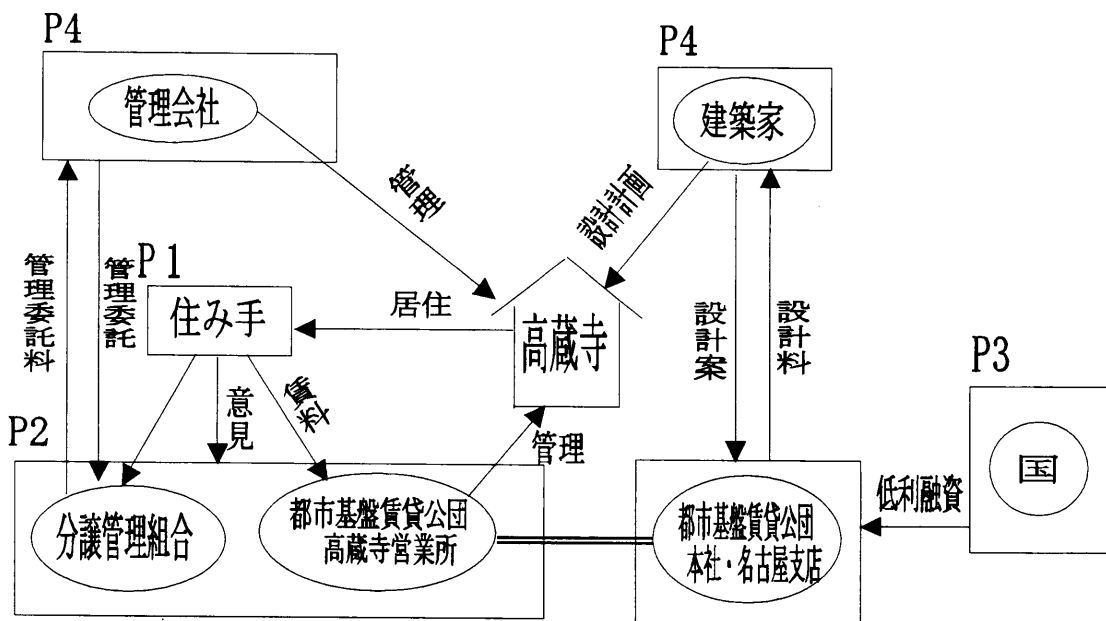 P4
管理会社
P4
建築家
管理
設計計画
管理委託料
管理委託
P1
住み手
居住
高蔵寺
設計案
設計料
P3
国
意見
賃料
P2
管理
低利融資
分譲管理組合
都市基盤賃貸公団
高蔵寺営業所
都市基盤賃貸公団
本社・名古屋支店